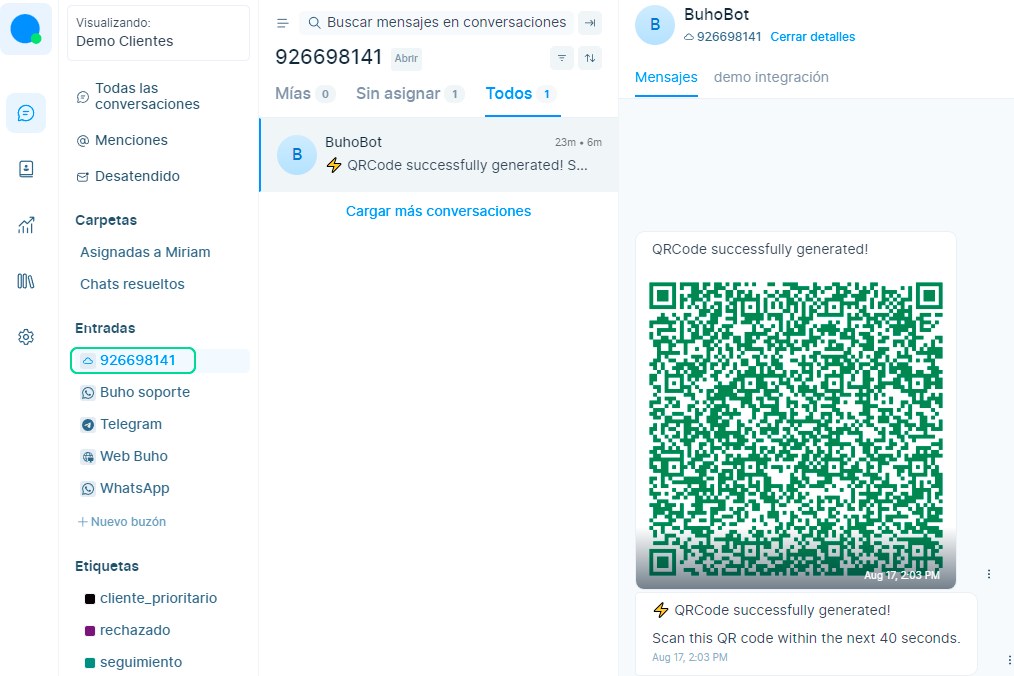 Visualizando:
Demo Clientes
Todas las
conversaciones
Menciones
Desatendido
Carpetas
Asignadas a Miriam
Chats resueltos
Entradas
926698141
Buho soporte
Telegram
Web Buho
WhatsApp
+ Nuevo buzón
Etiquetas
cliente_prioritario
rechazado
seguimiento
Buscar mensajes en conversaciones
926698141 Abrir
Mías 0 Sin asignar 1 Todos 1
B
BuhoBot 23m • 6m
⚡ QRCode successfully generated! S...
Cargar más conversaciones
B
BuhoBot
926698141 Cerrar detalles
Mensajes demo integración
QRCode successfully generated!
Aug 17, 2:03 PM
⚡ QRCode successfully generated!
Scan this QR code within the next 40 seconds.
Aug 17, 2:03 PM